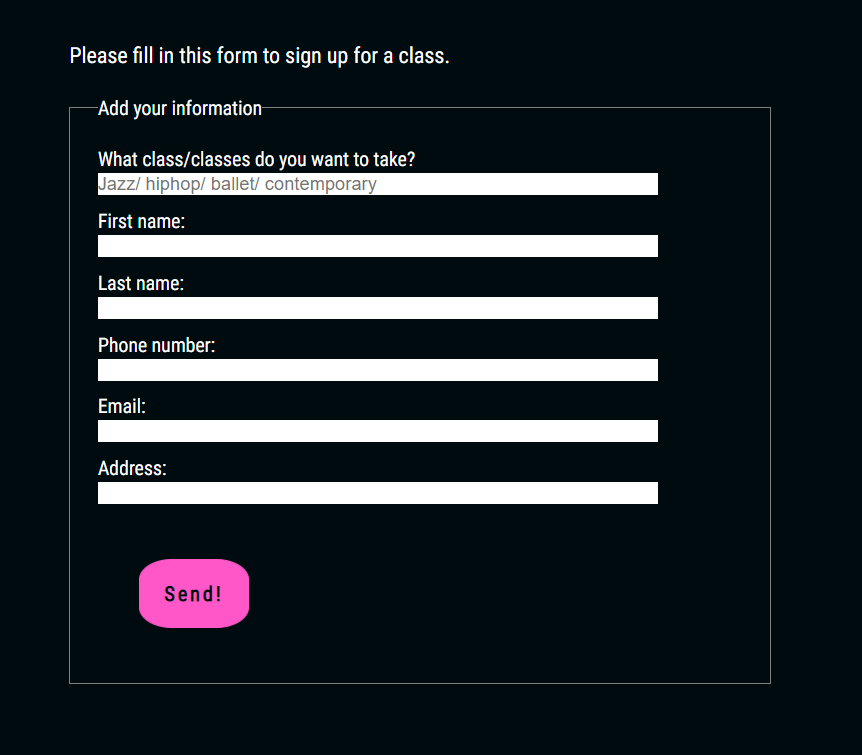 Please fill in this form to sign up for a class.
Add your information
What class/classes do you want to take?
Jazz/ hiphop/ ballet/ contemporary
First name:
Last name:
Phone number:
Email:
Address:
Send!